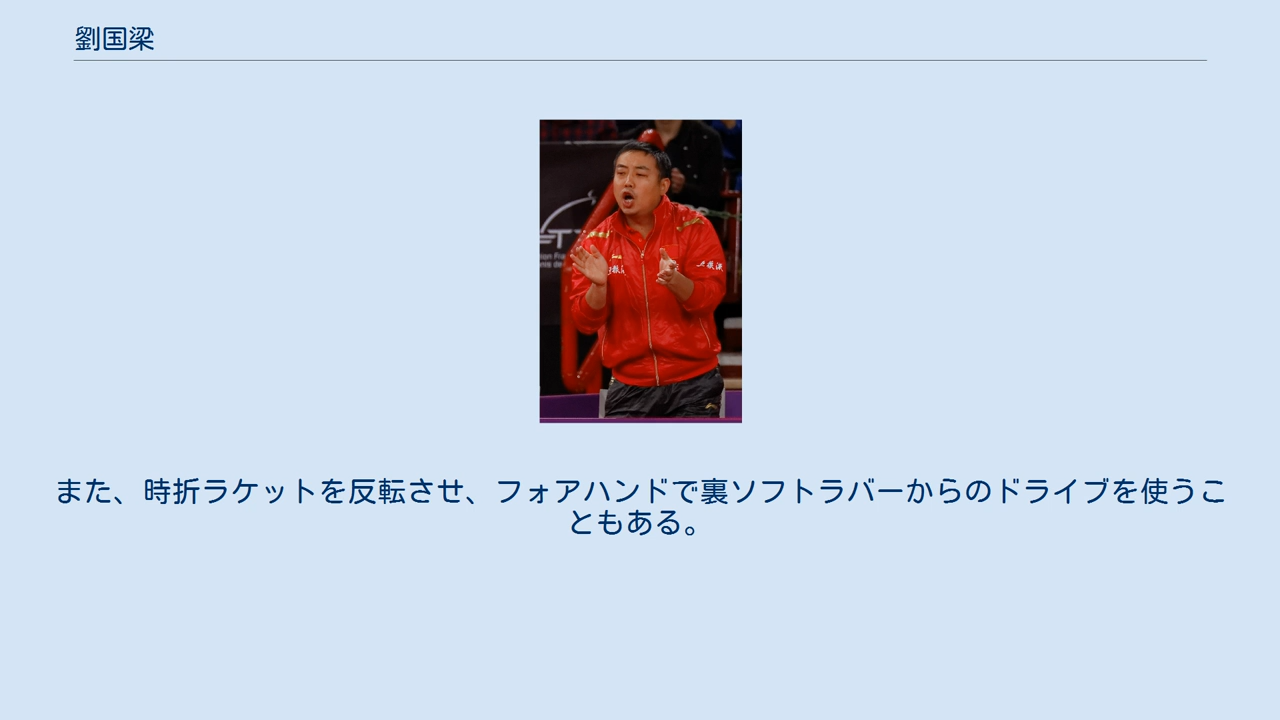 劉国梁
また、時折ラケットを反転させ、フォアハンドで裏ソフトラバーからのドライブを使うこ
ともある。